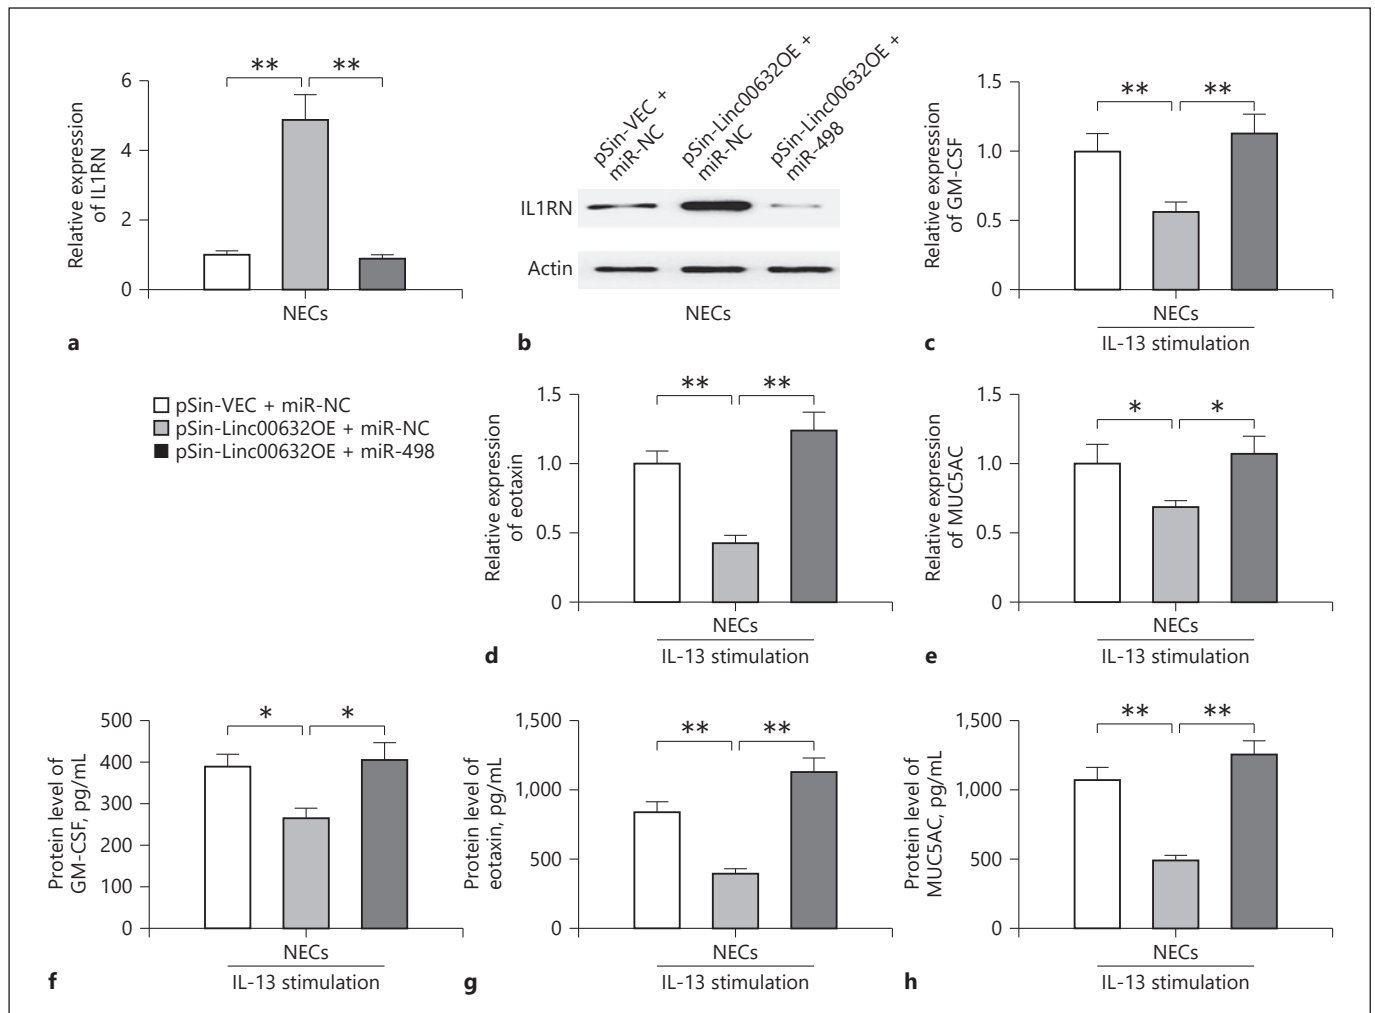 6
4
2
0
Relative expression
of IL1RN
**
**
NECs
a
pSin-VEC +
miR-NC
pSin-Linc00632OE +
miR-NC
pSin-Linc00632OE +
miR-498
IL1RN
Actin
NECs
b
1.5
1.0
0.5
0
Relative expression
of GM-CSF
**
**
NECs
IL-13 stimulation
c
pSin-VEC + miR-NC
pSin-Linc00632OE + miR-NC
pSin-Linc00632OE + miR-498
1.5
1.0
0.5
0
Relative expression
of eotaxin
**
**
NECs
IL-13 stimulation
d
1.5
1.0
0.5
0
Relative expression
of MUC5AC
*
*
NECs
IL-13 stimulation
e
500
400
300
200
100
0
Protein level of
GM-CSF, pg/mL
*
*
NECs
IL-13 stimulation
f
1,500
1,000
500
0
Protein level of
eotaxin, pg/mL
**
**
NECs
IL-13 stimulation
g
1,500
1,000
500
0
Protein level of
MUC5AC, pg/mL
**
**
NECs
IL-13 stimulation
h